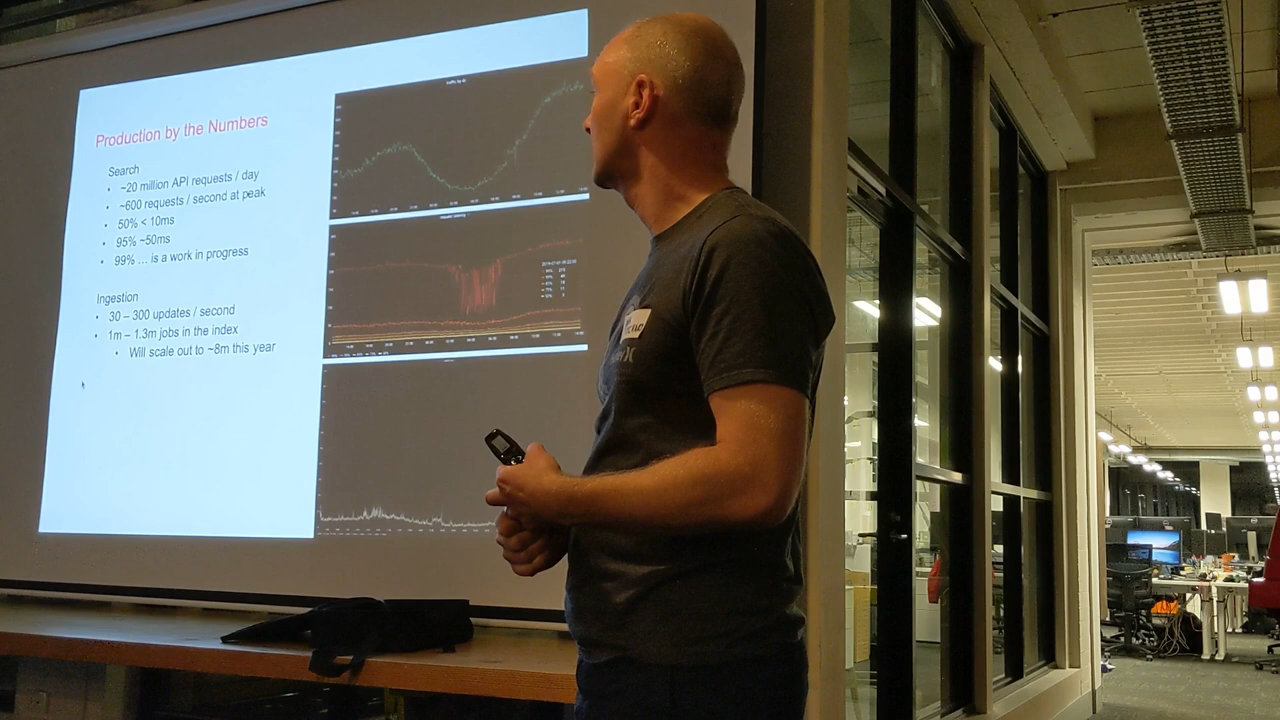 Production by the Numbers
Search
• ~20 million API requests / day
• ~600 requests / second at peak
• 50% < 10ms
• 95% ~50ms
• 99% … is a work in progress
Ingestion
• 30 – 300 updates / second
• 1m – 1.3m jobs in the index
• Will scale out to ~8m this year